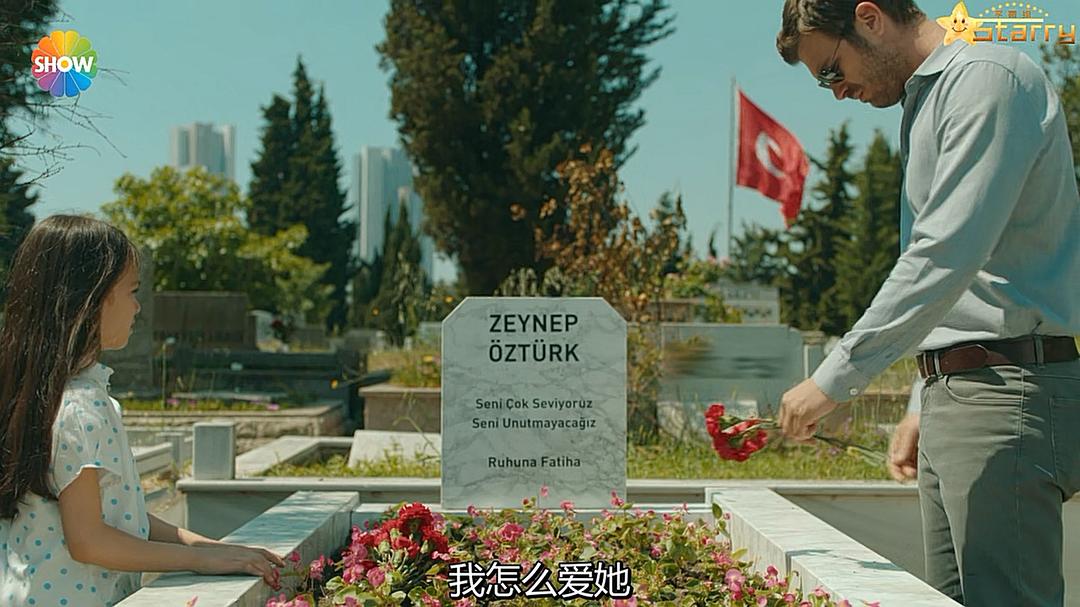 SHOW
Starry
ZEYNEP
ÖZTÜRK
Seni Çok Seviyoruz
Seni Unutmayacağız
Ruhuna Fatiha
我怎么爱她